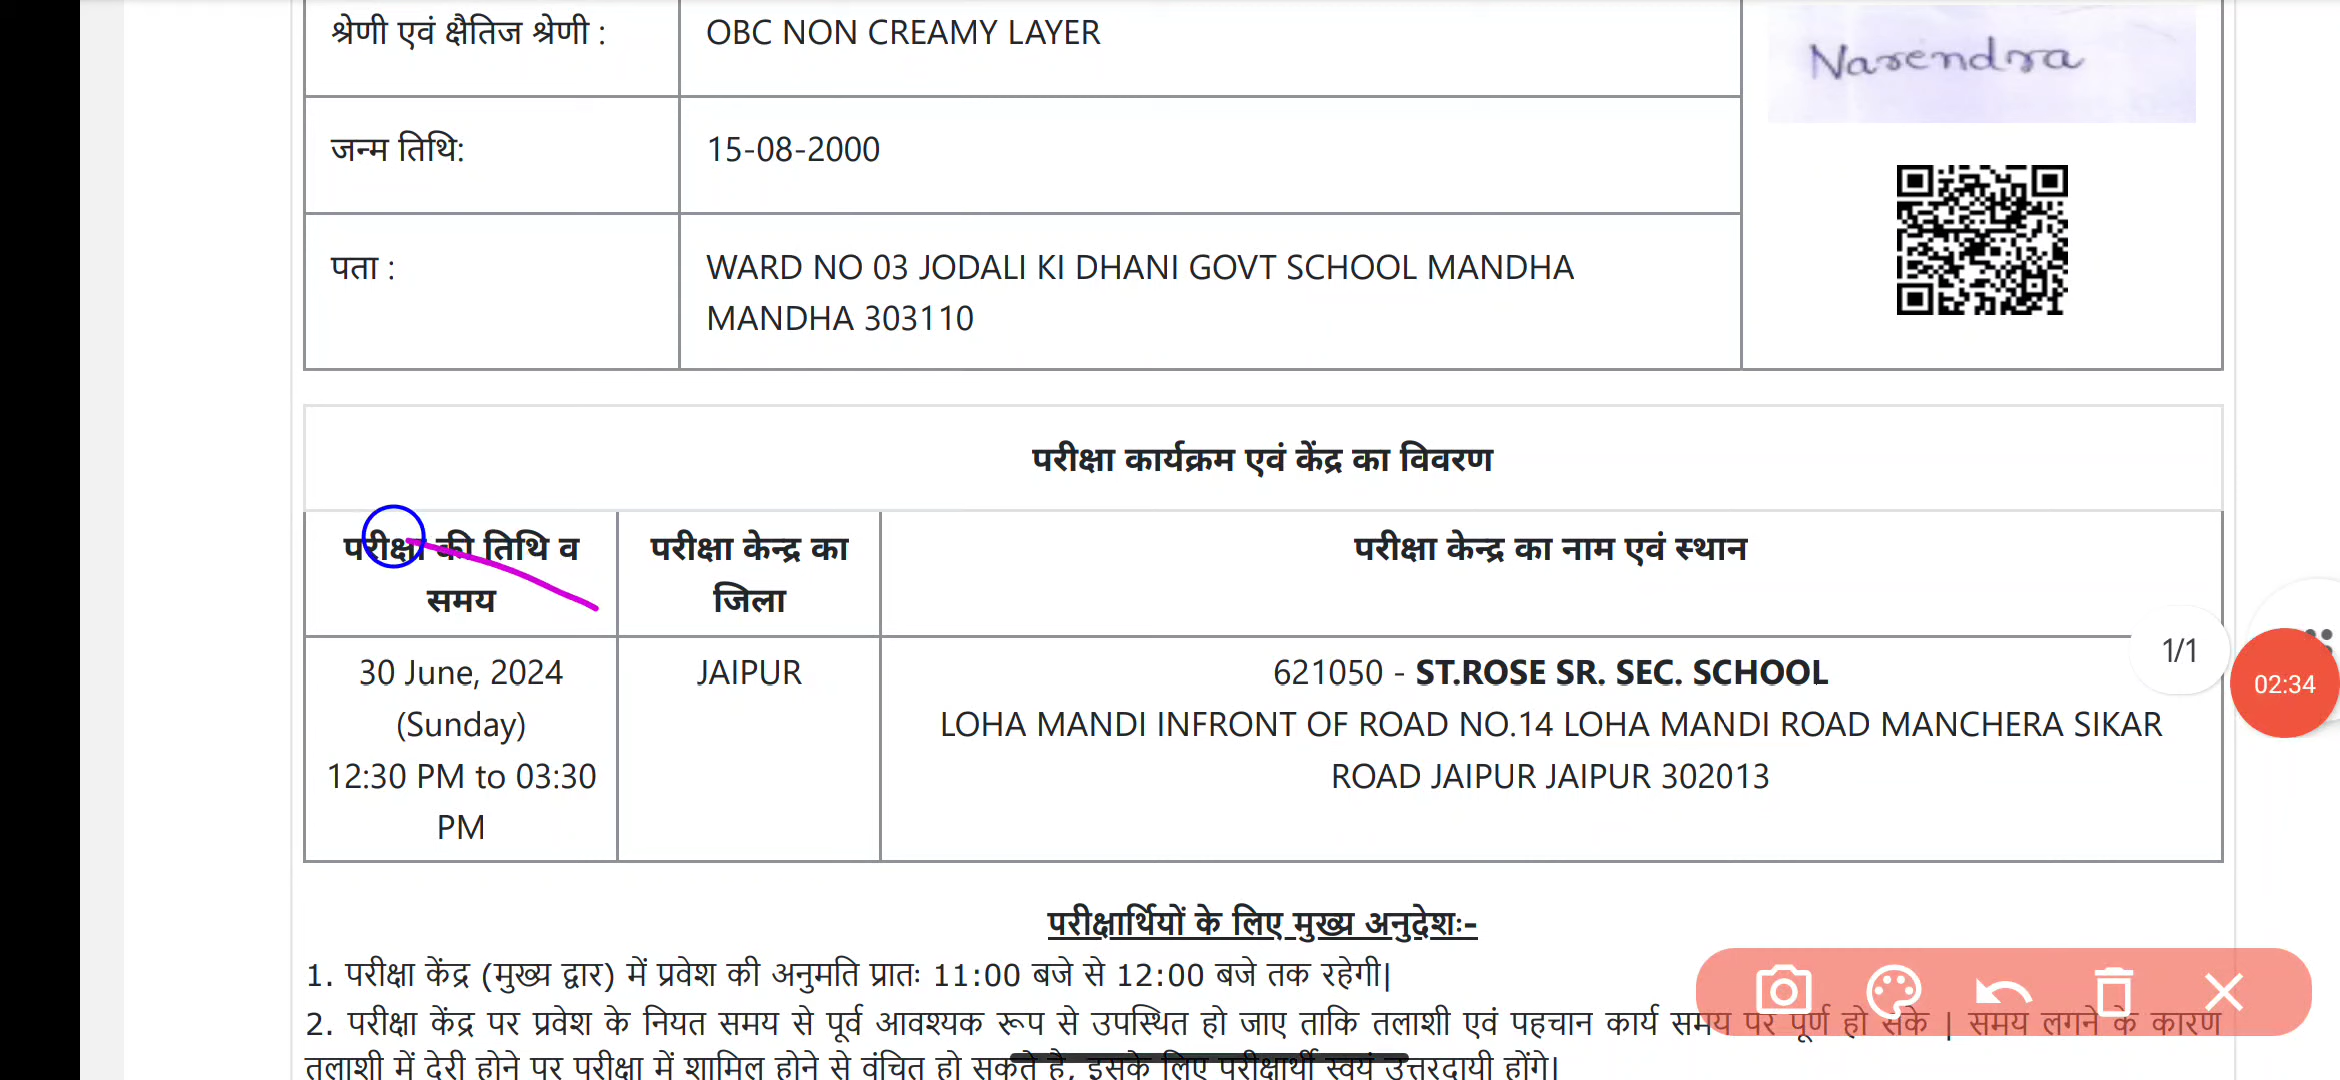 श्रेणी एवं क्षैतिज श्रेणी :
OBC NON CREAMY LAYER
Narendra
जन्म तिथि:
15-08-2000
पता :
WARD NO 03 JODALI KI DHANI GOVT SCHOOL MANDHA
MANDHA 303110
परीक्षा कार्यक्रम एवं केंद्र का विवरण
परीक्षा की तिथि व
समय
परीक्षा केन्द्र का
जिला
परीक्षा केन्द्र का नाम एवं स्थान
30 June, 2024
(Sunday)
12:30 PM to 03:30
PM
JAIPUR
621050 - ST.ROSE SR. SEC. SCHOOL
LOHA MANDI INFRONT OF ROAD NO.14 LOHA MANDI ROAD MANCHERA SIKAR
ROAD JAIPUR JAIPUR 302013
1/1
02:34
परीक्षार्थियों के लिए मुख्य अनुदेशः-
1. परीक्षा केंद्र (मुख्य द्वार) में प्रवेश की अनुमति प्रातः 11:00 बजे से 12:00 बजे तक रहेगी|
2. परीक्षा केंद्र पर प्रवेश के नियत समय से पूर्व आवश्यक रूप से उपस्थित हो जाए ताकि तलाशी एवं पहचान कार्य समय पर पूर्ण हो सके | समय लगने के कारण
तलाशी में देरी होने पर परीक्षा में शामिल होने से वंचित हो सकते है, इसके लिए परीक्षार्थी स्वयं उत्तरदायी होंगे|